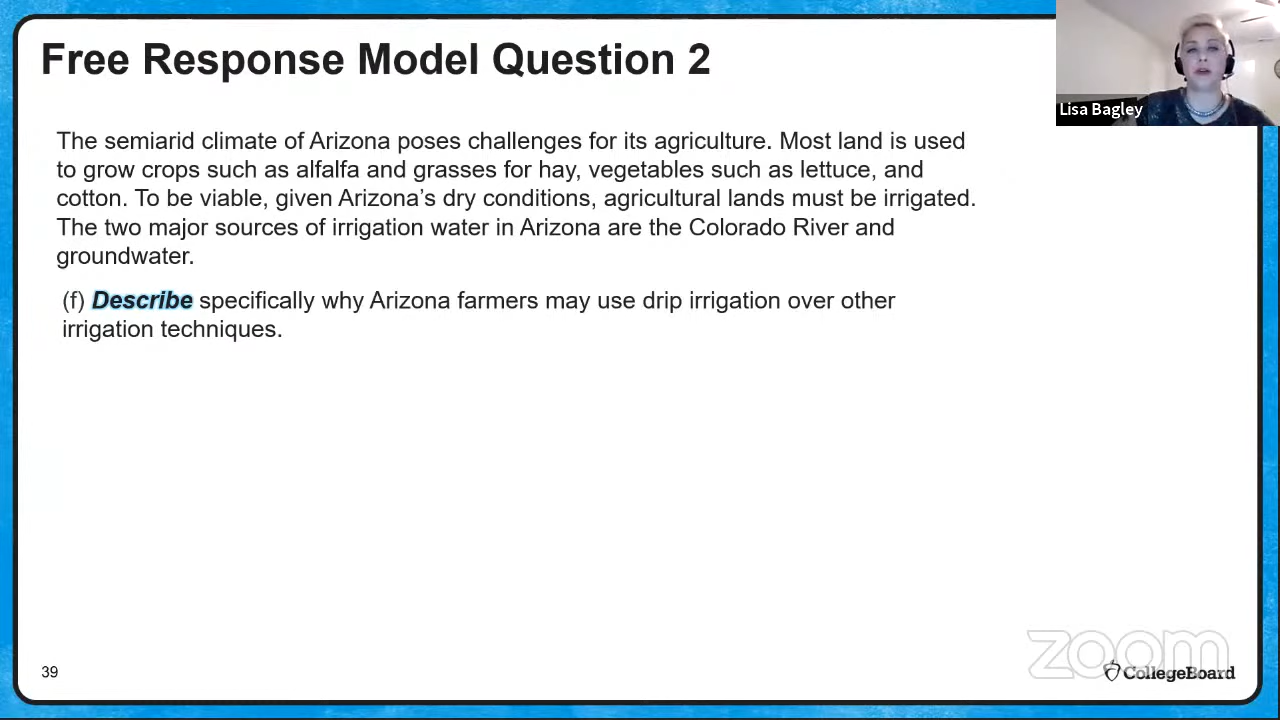 Free Response Model Question 2
Lisa Bagley
The semiarid climate of Arizona poses challenges for its agriculture. Most land is used
to grow crops such as alfalfa and grasses for hay, vegetables such as lettuce, and
cotton. To be viable, given Arizona’s dry conditions, agricultural lands must be irrigated.
The two major sources of irrigation water in Arizona are the Colorado River and
groundwater.
(f) Describe specifically why Arizona farmers may use drip irrigation over other
irrigation techniques.
zoom
39
CollegeBoard